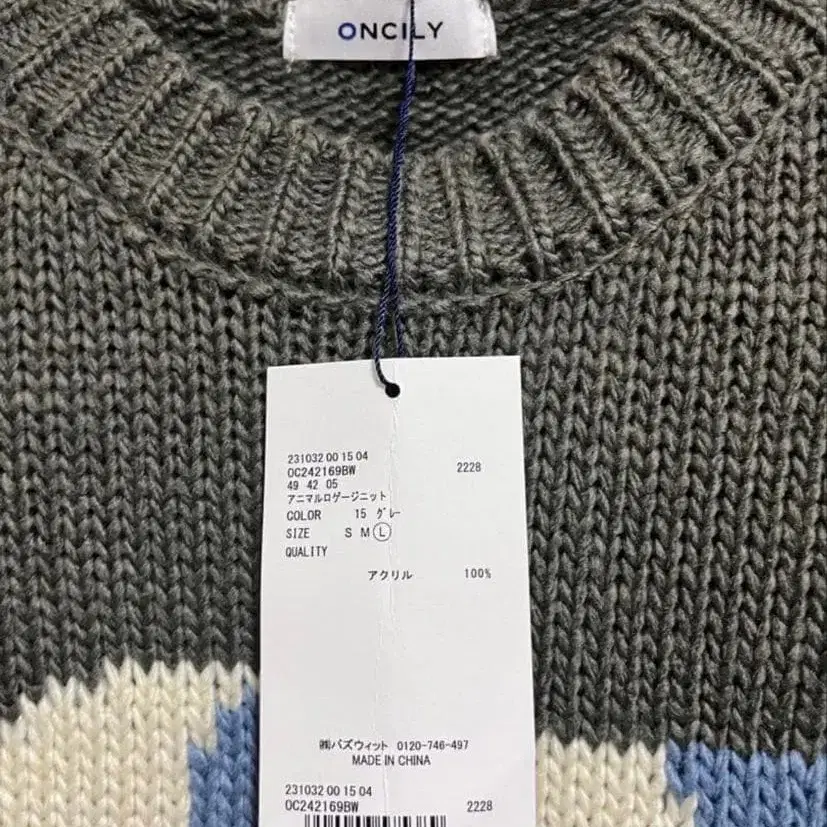 ONCILY
231032 00 15 04
OC242169BW 2228
49 42 05
アニマルロゲージニット
COLOR 15 グレー
SIZE S M L
QUALITY
アクリル 100%
㈱バズウィット 0120-746-497
MADE IN CHINA
231032 00 15 04
OC242169BW 2228